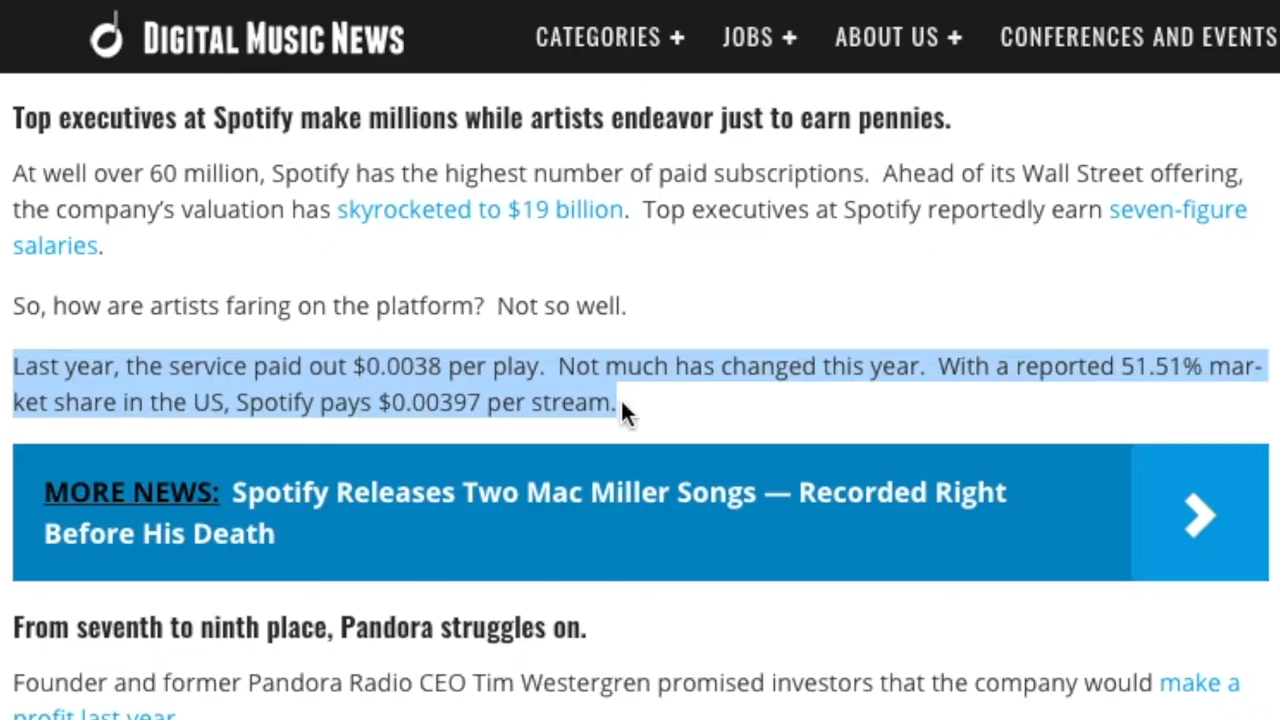 DIGITAL MUSIC NEWS CATEGORIES + JOBS + ABOUT US + CONFERENCES AND EVENTS
Top executives at Spotify make millions while artists endeavor just to earn pennies.
At well over 60 million, Spotify has the highest number of paid subscriptions. Ahead of its Wall Street offering,
the company's valuation has skyrocketed to $19 billion. Top executives at Spotify reportedly earn seven-figure
salaries.
So, how are artists faring on the platform? Not so well.
Last year, the service paid out $0.0038 per play. Not much has changed this year. With a reported 51.51% mar-
ket share in the US, Spotify pays $0.00397 per stream.
MORE NEWS: Spotify Releases Two Mac Miller Songs — Recorded Right
Before His Death
From seventh to ninth place, Pandora struggles on.
Founder and former Pandora Radio CEO Tim Westergren promised investors that the company would make a
profit last year